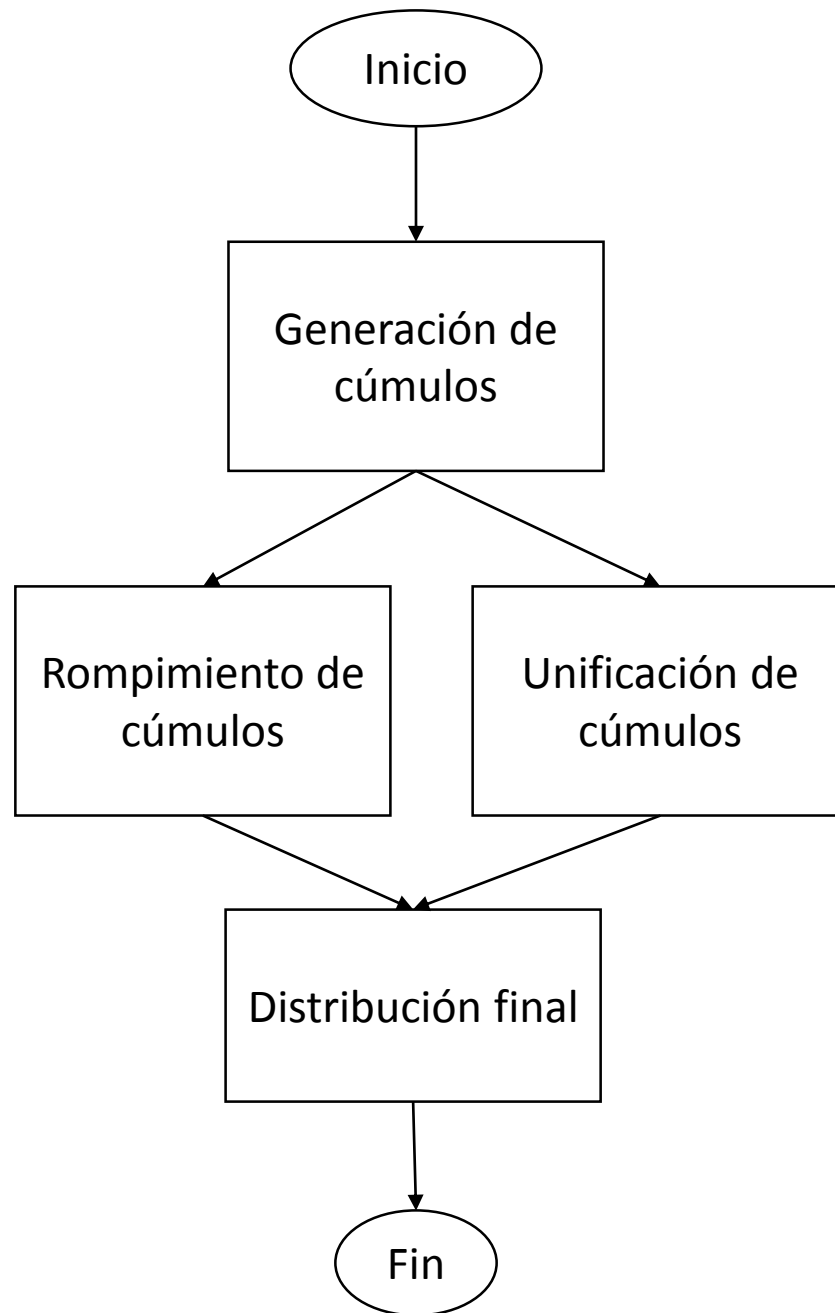 Inicio
Generación de
cúmulos
Rompimiento de
cúmulos
Unificación de
cúmulos
Distribución final
Fin